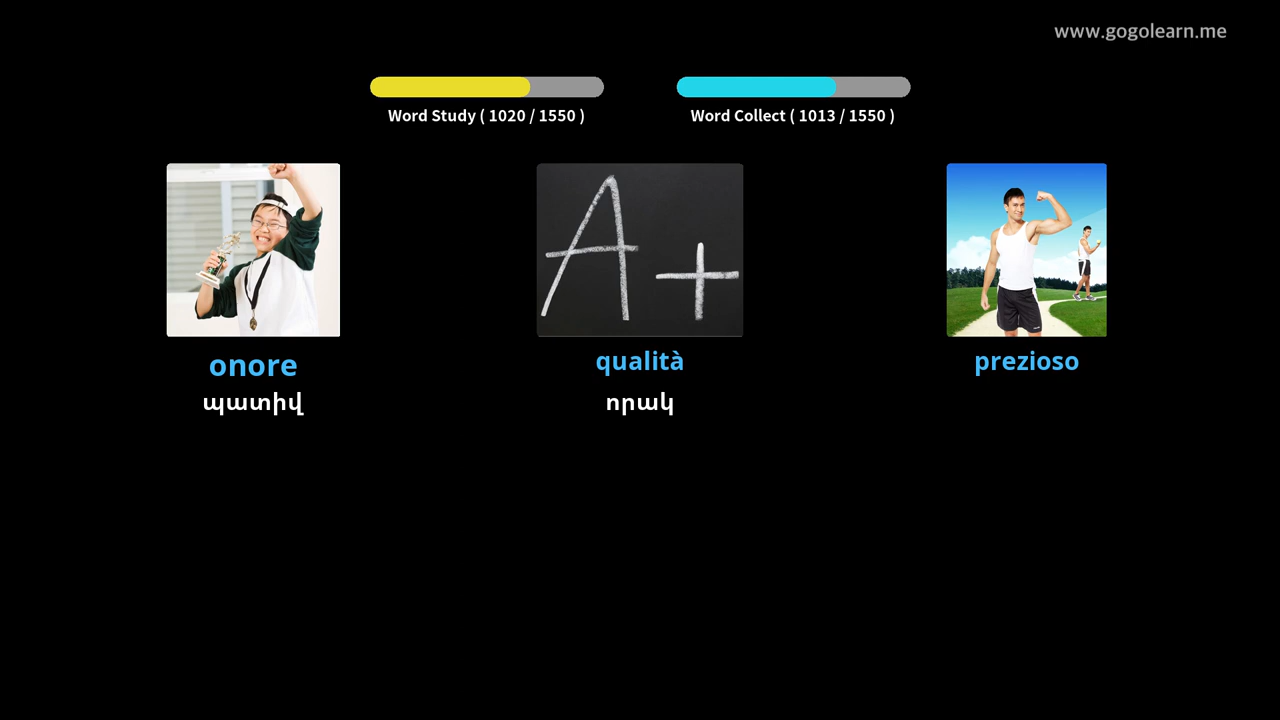 www.gogolearn.me
Word Study ( 1020 / 1550 )
Word Collect ( 1013 / 1550 )
A+
onore
qualità
prezioso
պատիվ
որակ